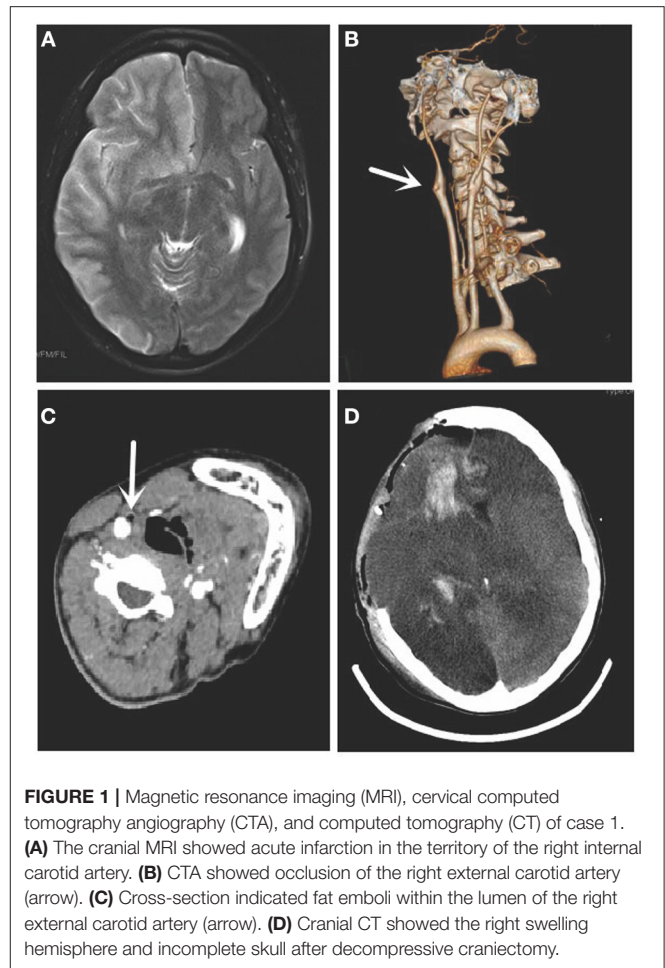 A
B
/FM/FIL
C
D
FIGURE 1 | Magnetic resonance imaging (MRI), cervical computed
tomography angiography (CTA), and computed tomography (CT) of case 1.
(A) The cranial MRI showed acute infarction in the territory of the right internal
carotid artery. (B) CTA showed occlusion of the right external carotid artery
(arrow). (C) Cross-section indicated fat emboli within the lumen of the right
external carotid artery (arrow). (D) Cranial CT showed the right swelling
hemisphere and incomplete skull after decompressive craniectomy.